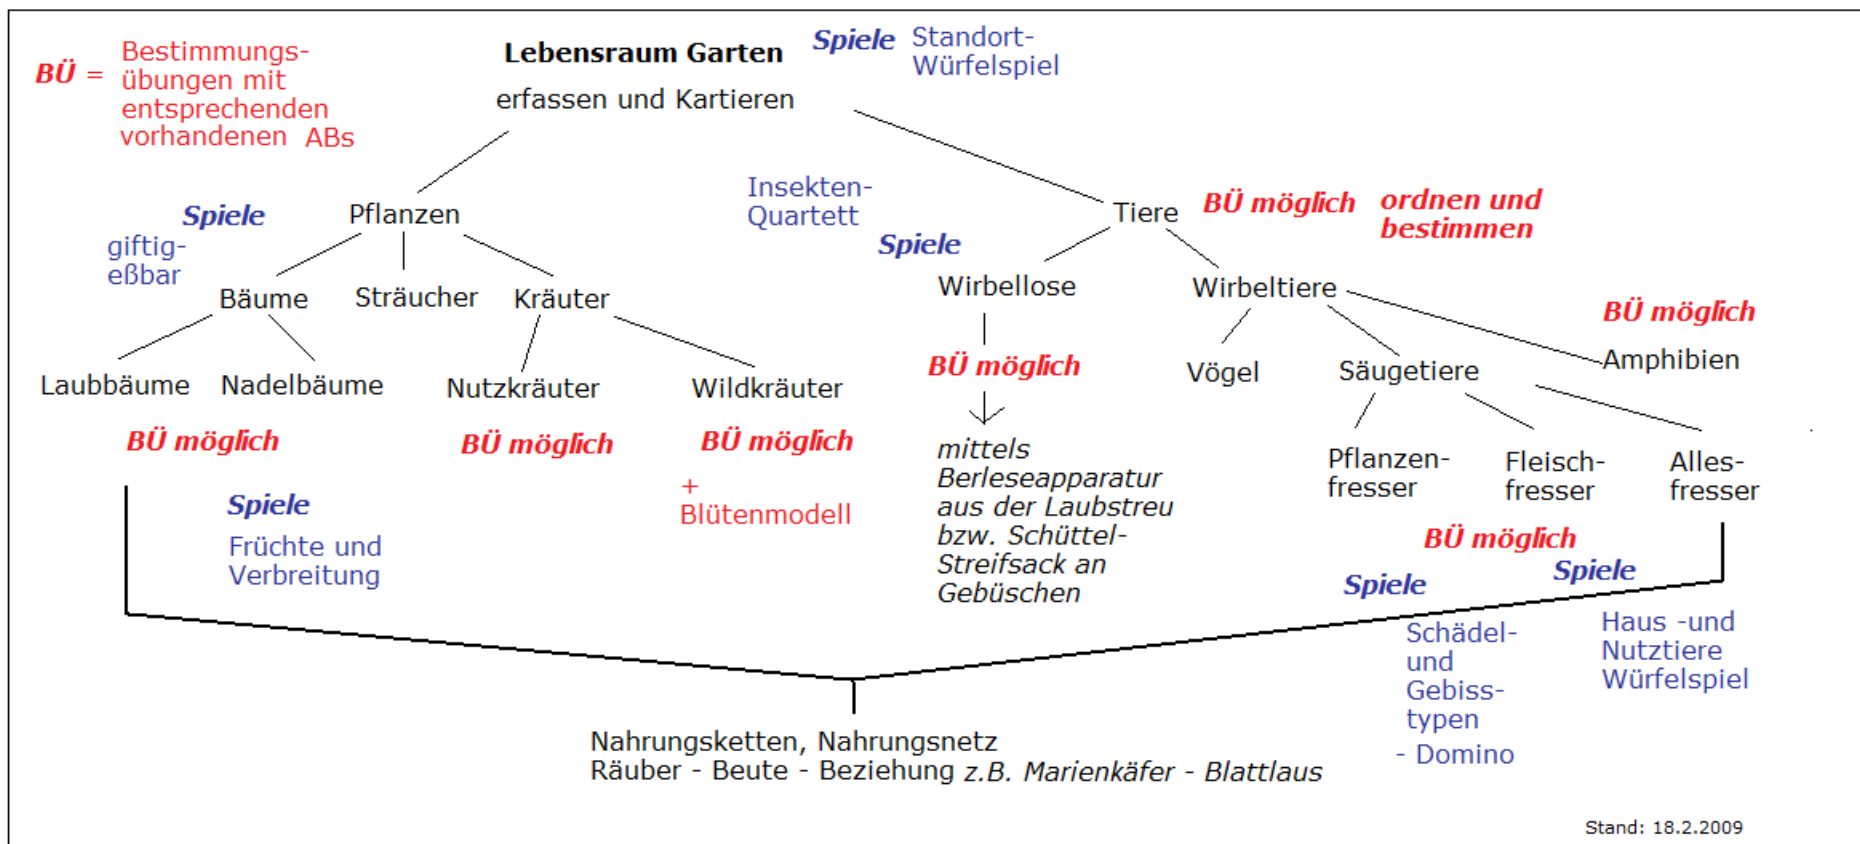 BÜ =
Bestimmungs-
übungen mit
entsprechenden
vorhandenen ABs
Lebensraum Garten
erfassen und Kartieren
Spiele
Standort-
Würfelspiel
Spiele
giftig-
eßbar
Pflanzen
Insekten-
Quartett
Spiele
Tiere
BÜ möglich
ordnen und
bestimmen
Bäume
Sträucher
Kräuter
Wirbellose
Wirbeltiere
BÜ möglich
Amphibien
Laubbäume
Nadelbäume
Nutzkräuter
Wildkräuter
BÜ möglich
Vögel
Säugetiere
BÜ möglich
BÜ möglich
BÜ möglich
+
Blütenmodell
mittels
Berleseapparatur
aus der Laubstreu
bzw. Schüttel-
Streifsack an
Gebüschen
Pflanzen-
fresser
Fleisch-
fresser
Alles-
fresser
Spiele
Früchte und
Verbreitung
BÜ möglich
Spiele
Schädel-
und
Gebiss-
typen
- Domino
Spiele
Haus -und
Nutztiere
Würfelspiel
Nahrungsketten, Nahrungsnetz
Räuber - Beute - Beziehung z.B. Marienkäfer - Blattlaus
Stand: 18.2.2009